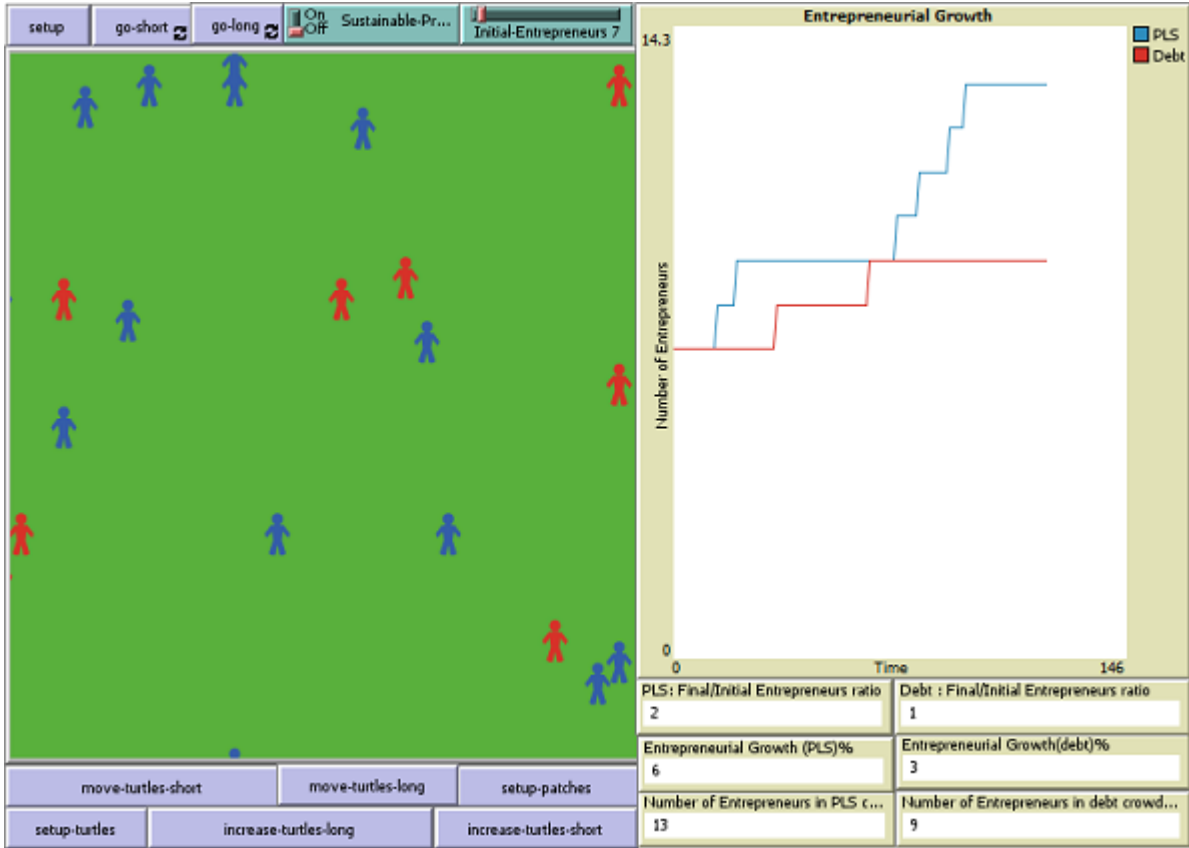 setup
go-short
go-long
On
Off
Sustainable-Pr...
Initial-Entrepreneurs 7
Entrepreneurial Growth
14.3
PLS
Debt
Number of Entrepreneurs
0
0
Time
146
PLS: Final/Initial Entrepreneurs ratio
2
Debt : Final/Initial Entrepreneurs ratio
1
Entrepreneurial Growth (PLS)%
6
Entrepreneurial Growth(debt)%
3
Number of Entrepreneurs in PLS c...
13
Number of Entrepreneurs in debt crowd...
9
move-turtles-short
move-turtles-long
setup-patches
setup-turtles
increase-turtles-long
increase-turtles-short